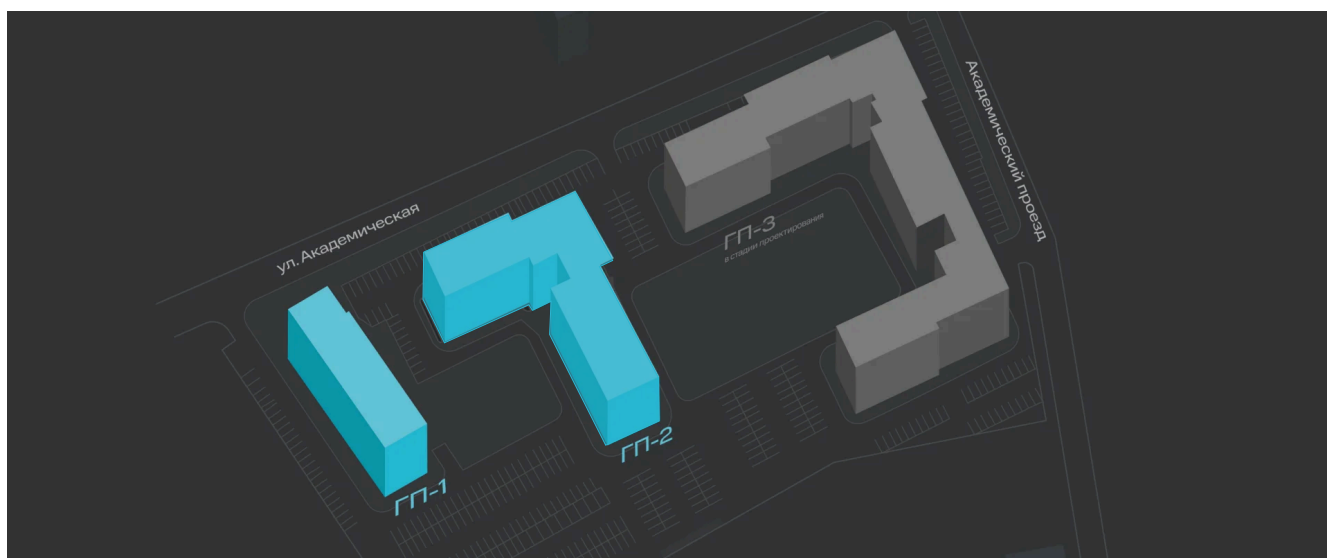 ул. Академическая
Академический проезд
ГП-3
в стадии проектирования
ГП-2
ГП-1